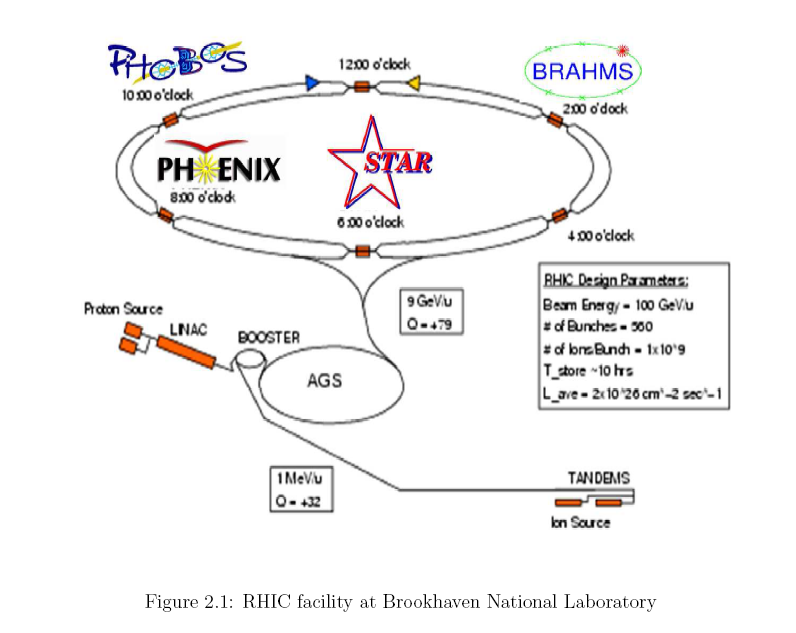 PHOBOS
12:00 o'clock
BRAHMS
10:00 o'clock
2:00 o'clock
PHOENIX
STAR
8:00 o'clock
6:00 o'clock
4:00 o'clock
9 GeV/u
Q = +79
RHIC Design Parameters:
Beam Energy = 100 GeV/u
# of Bunches = 560
# of Ions/Bunch = 1x10^9
T_store ~10 hrs
L_ave = 2x10^26 cm^-2 sec^-1
Proton Source
LINAC
BOOSTER
AGS
1 MeV/u
Q = +32
TANDEMS
Ion Source
Figure 2.1: RHIC facility at Brookhaven National Laboratory